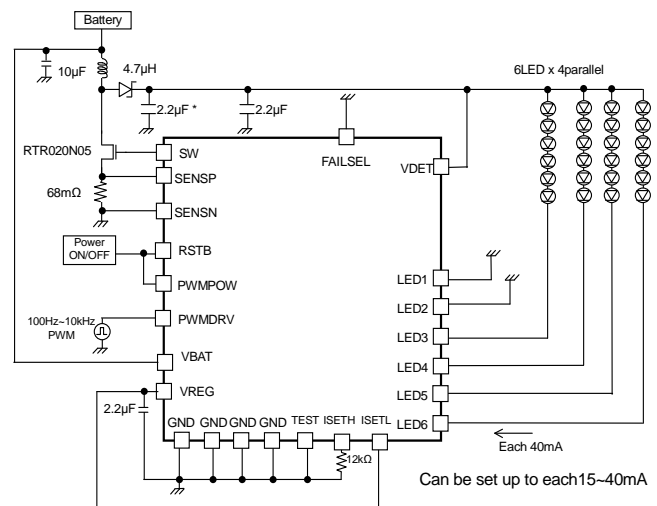 Battery
10μF
4.7μH
6LED x 4parallel
2.2μF *
2.2μF
RTR020N05
SW
FAILSEL
VDET
SENSP
68mΩ
SENSN
Power
ON/OFF
RSTB
PWMPOW
LED1
LED2
100Hz~10kHz
PWM
PWMDRV
LED3
VBAT
LED4
VREG
LED5
2.2μF
GND
GND
GND
GND
TEST
ISETH
ISETL
LED6
12kΩ
Each 40mA
Can be set up to each15~40mA